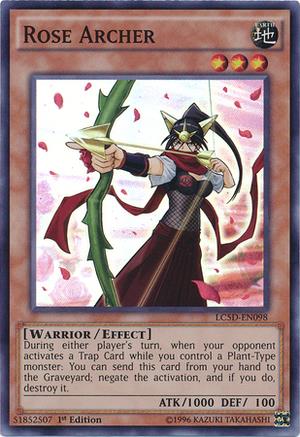 Rose Archer
EARTH
地
LC5D-EN098
[Warrior / Effect]
During either player's turn, when your opponent
activates a Trap Card while you control a Plant-Type
monster: You can send this card from your hand to
the Graveyard; negate the activation, and if you do,
destroy it.
ATK/1000 DEF/ 100
S1852507 1st Edition ©1996 KAZUKI TAKAHASHI